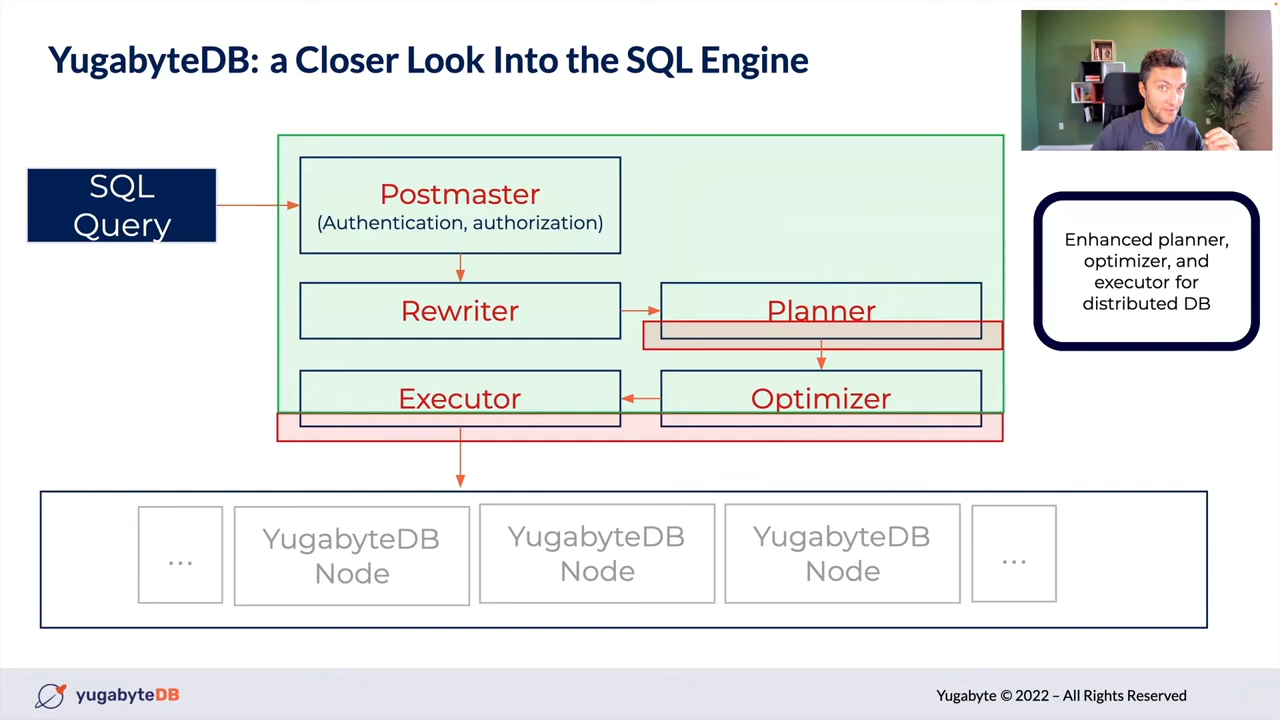 YugabyteDB: a Closer Look Into the SQL Engine
SQL
Query
Postmaster
(Authentication, authorization)
Rewriter
Planner
Executor
Optimizer
Enhanced planner,
optimizer, and
executor for
distributed DB
...
YugabyteDB
Node
YugabyteDB
Node
YugabyteDB
Node
...
yugabyteDB
Yugabyte © 2022 – All Rights Reserved